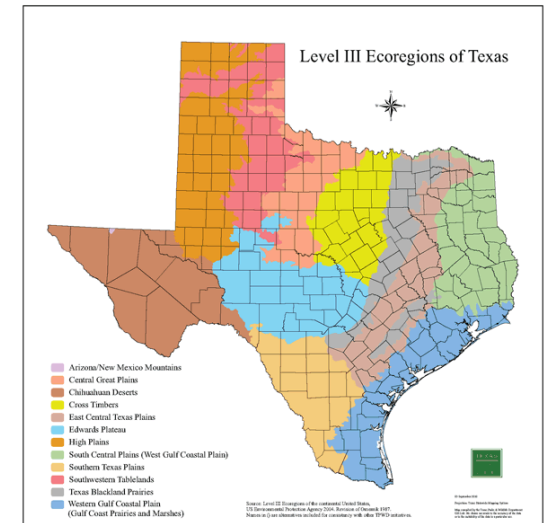 Level III Ecoregions of Texas
Arizona/New Mexico Mountains
Central Great Plains
Chihuahuan Deserts
Cross Timbers
East Central Texas Plains
Edwards Plateau
High Plains
South Central Plains (West Gulf Coastal Plain)
Southern Texas Plains
Southwestern Tablelands
Texas Blackland Prairies
Western Gulf Coastal Plain
(Gulf Coast Prairies and Marshes)
Source: Level III Ecoregions of the continental United States,
US Environmental Protection Agency 2004. Revision of Omernik 1987.
Names in () are alternatives included for consistency with other TPWD initiatives.